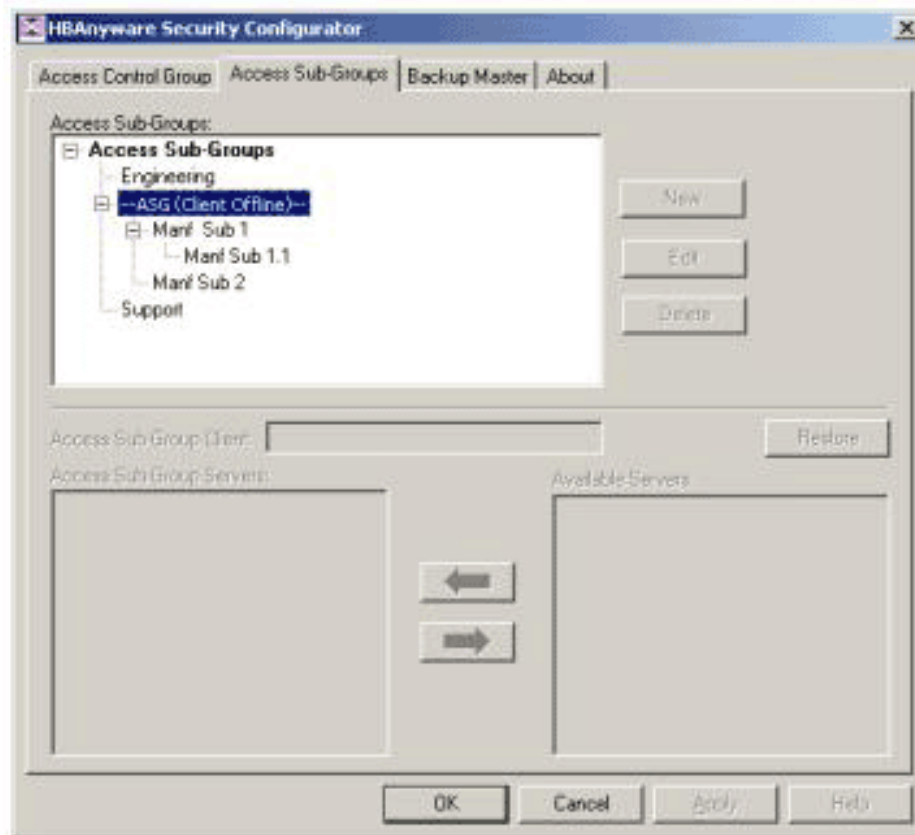 HBAnyware Security Configurator
Access Control Group
Access Sub-Groups
Backup Master
About
Access Sub-Groups:
Access Sub-Groups
Engineering
--ASG (Client Offline)--
Manf Sub 1
Manf Sub 1.1
Manf Sub 2
Support
New
Edit
Delete
Access Sub Group Client:
Restore
Access Sub Group Servers:
Available Servers
OK
Cancel
Apply
Help